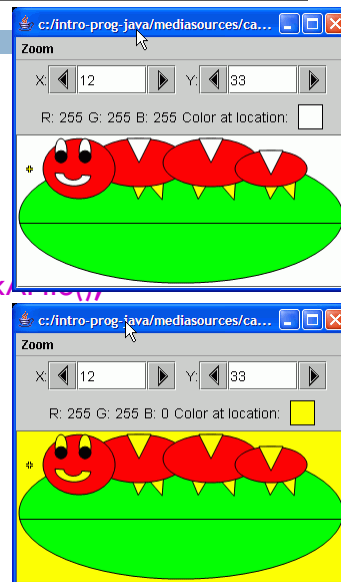 c:/intro-prog-java/mediasources/ca...
Zoom
X: 12 Y: 33
R: 255 G: 255 B: 255 Color at location:
c:/intro-prog-java/mediasources/ca...
Zoom
X: 12 Y: 33
R: 255 G: 255 B: 0 Color at location: